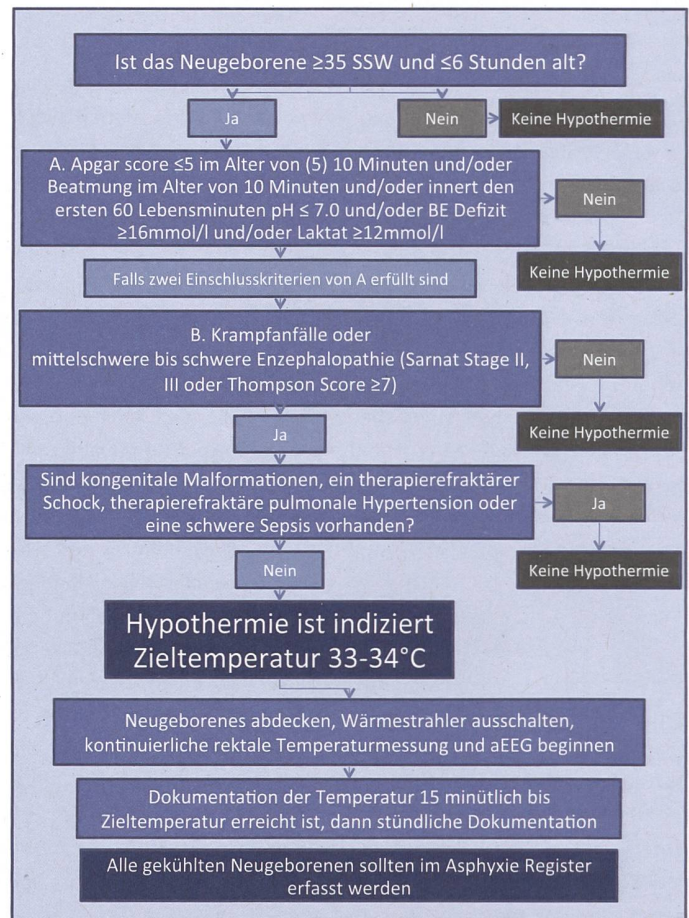 Ist das Neugeborene ≥35 SSW und ≤6 Stunden alt?
Ja
Nein
Keine Hypothermie
A. Apgar score ≤5 im Alter von (5) 10 Minuten und/oder
Beatmung im Alter von 10 Minuten und/oder innert den
ersten 60 Lebensminuten pH ≤ 7.0 und/oder BE Defizit
≥16mmol/l und/oder Laktat ≥12mmol/l
Nein
Keine Hypothermie
Falls zwei Einschlusskriterien von A erfüllt sind
B. Krampfanfälle oder
mittelschwere bis schwere Enzephalopathie (Sarnat Stage II,
III oder Thompson Score ≥7)
Nein
Keine Hypothermie
Ja
Sind kongenitale Malformationen, ein therapierefraktärer
Schock, therapierefraktäre pulmonale Hypertension oder
eine schwere Sepsis vorhanden?
Ja
Keine Hypothermie
Nein
Hypothermie ist indiziert
Zieltemperatur 33-34°C
Neugeborenes abdecken, Wärmestrahler ausschalten,
kontinuierliche rektale Temperaturmessung und aEEG beginnen
Dokumentation der Temperatur 15 minütlich bis
Zieltemperatur erreicht ist, dann stündliche Dokumentation
Alle gekühlten Neugeborenen sollten im Asphyxie Register
erfasst werden